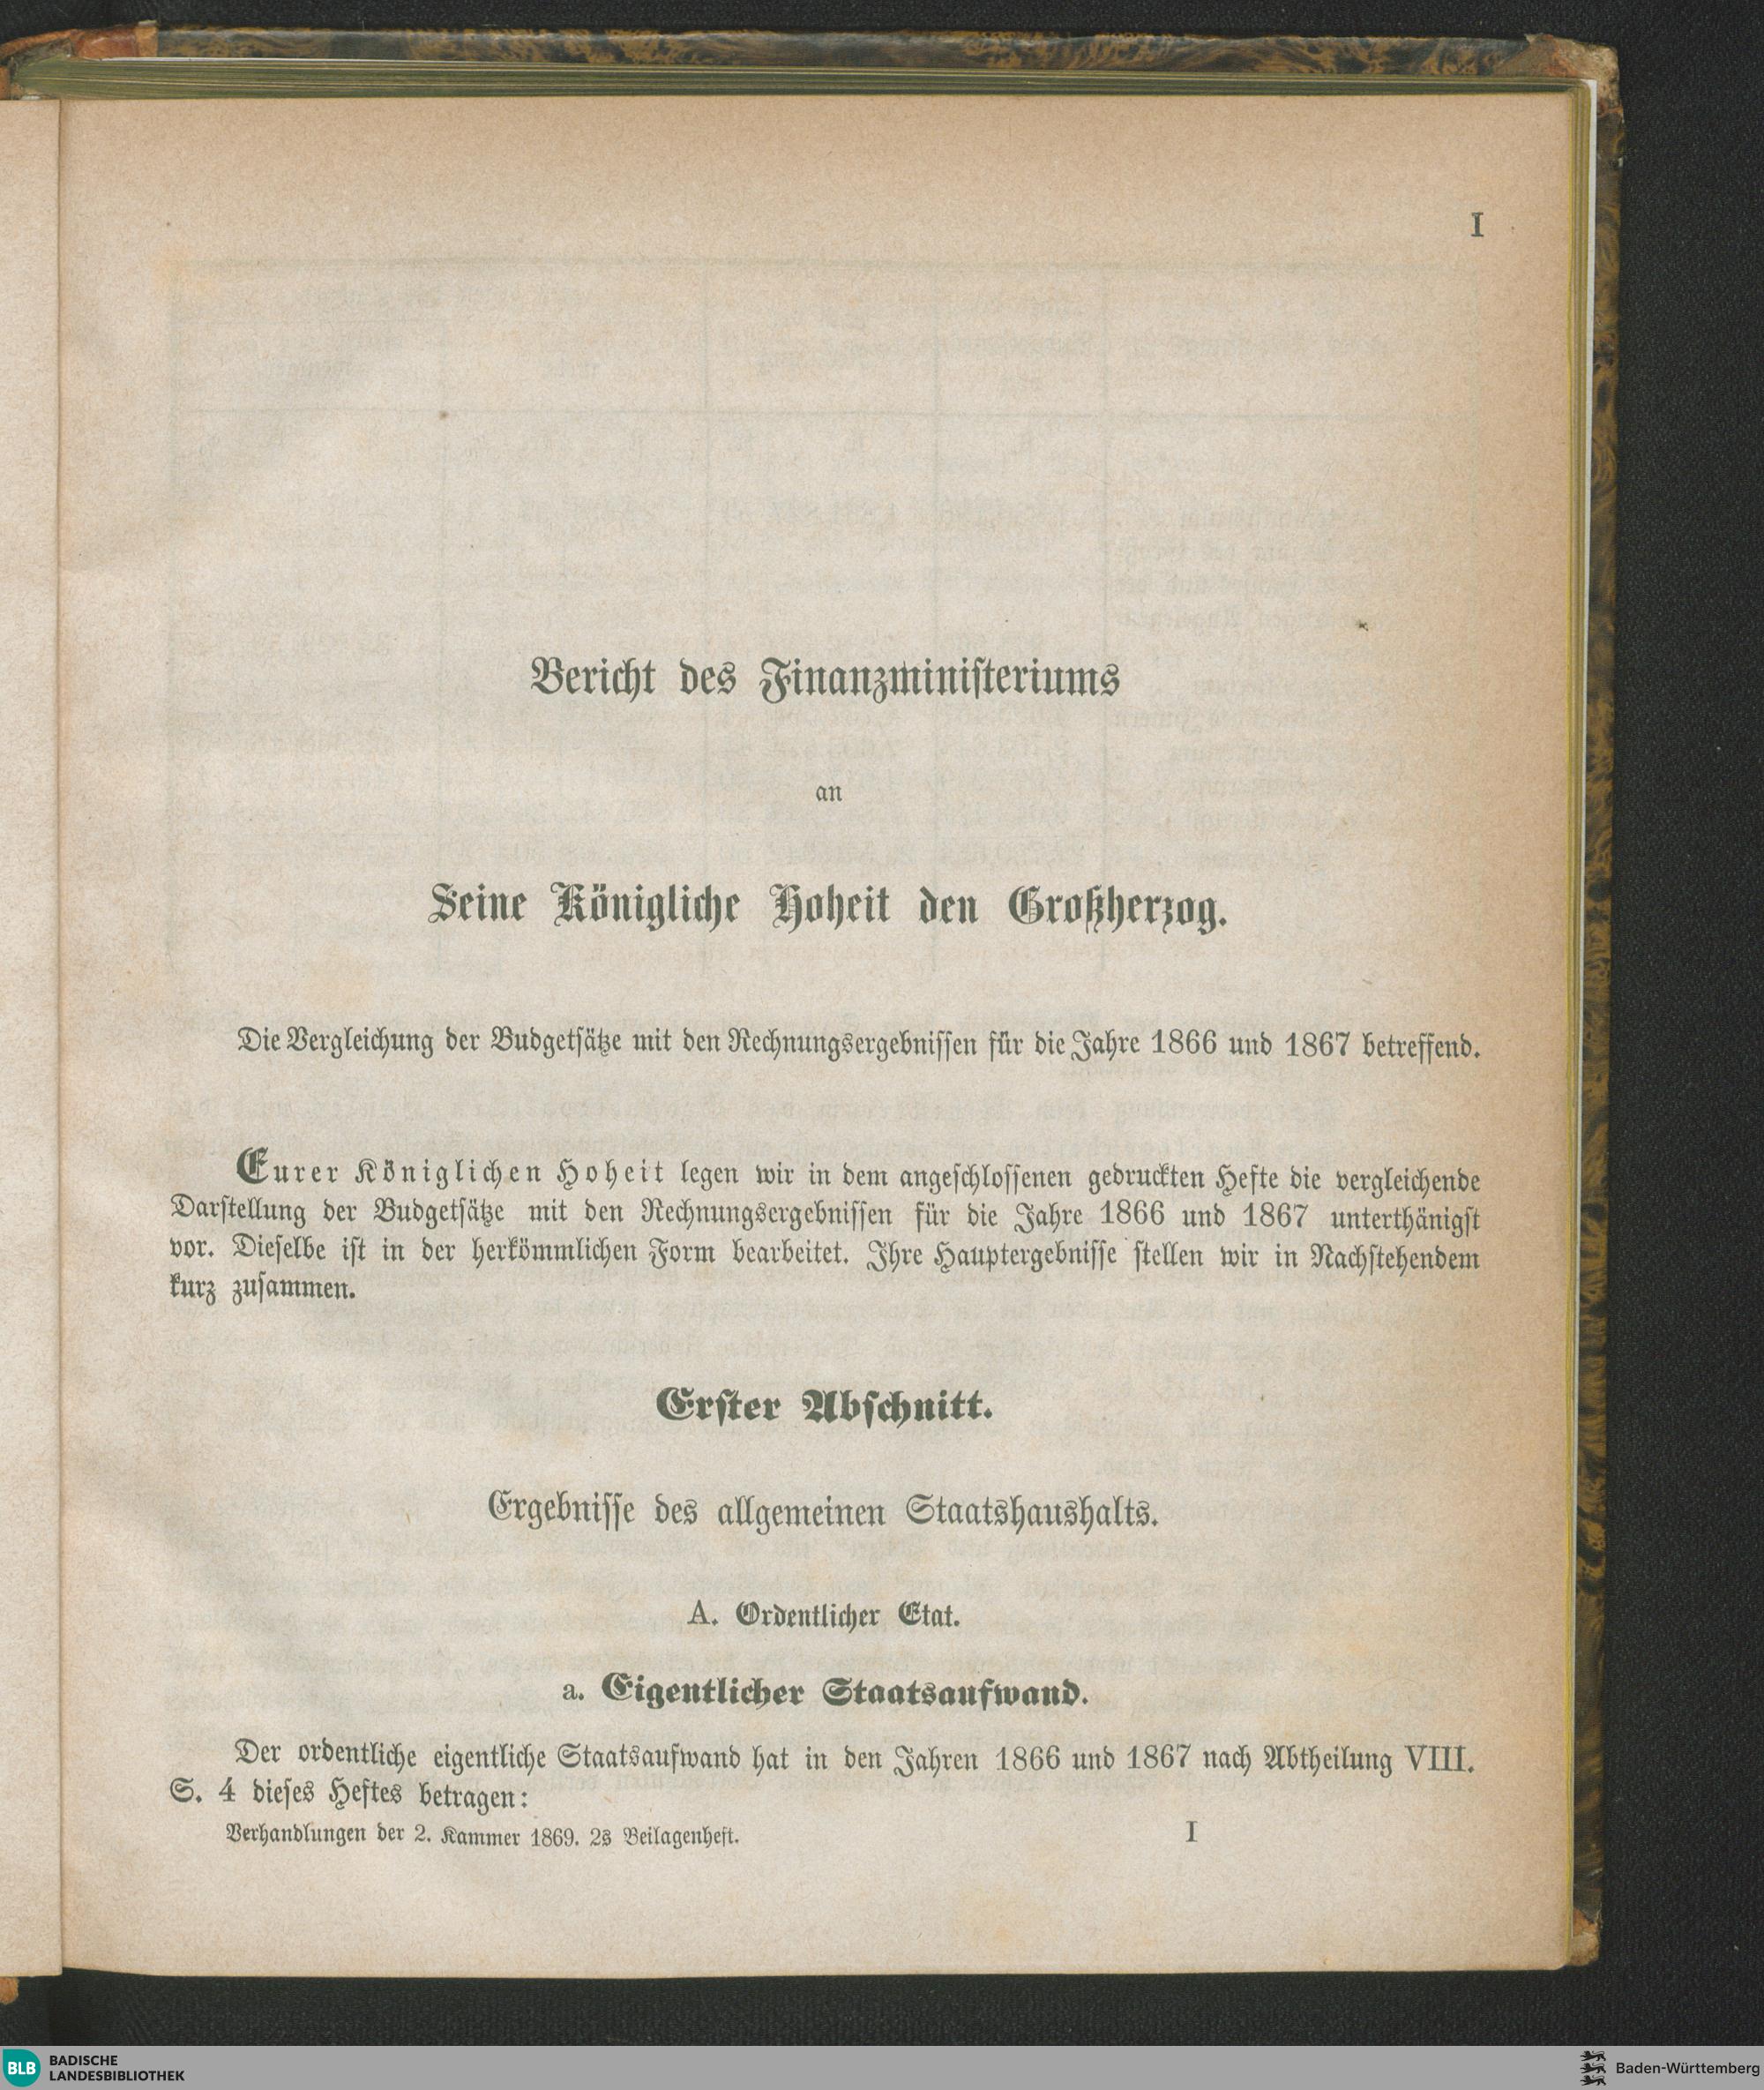 I
Bericht des Finanzministeriums
an
Seine Königliche Hoheit den Großherzog.
Die Vergleichung der Budgetsätze mit den Rechnungsergebnissen für die Jahre 1866 und 1867 betreffend.
Eurer Königlichen Hoheit legen wir in dem angeschlossenen gedruckten Hefte die vergleichende
Darstellung der Budgetsätze mit den Rechnungsergebnissen für die Jahre 1866 und 1867 unterthänigst
vor. Dieselbe ist in der herkömmlichen Form bearbeitet. Ihre Hauptergebnisse stellen wir in Nachstehendem
kurz zusammen.
Erster Abschnitt.
Ergebnisse des allgemeinen Staatshaushalts.
A. Ordentlicher Etat.
a. Eigentlicher Staatsaufwand.
Der ordentliche eigentliche Staatsaufwand hat in den Jahren 1866 und 1867 nach Abtheilung VIII.
S. 4 dieses Heftes betragen:
Verhandlungen der 2. Kammer 1869. 2s Beilagenheft. I
BLB BADISCHE
LANDESBIBLIOTHEK
Baden-Württemberg